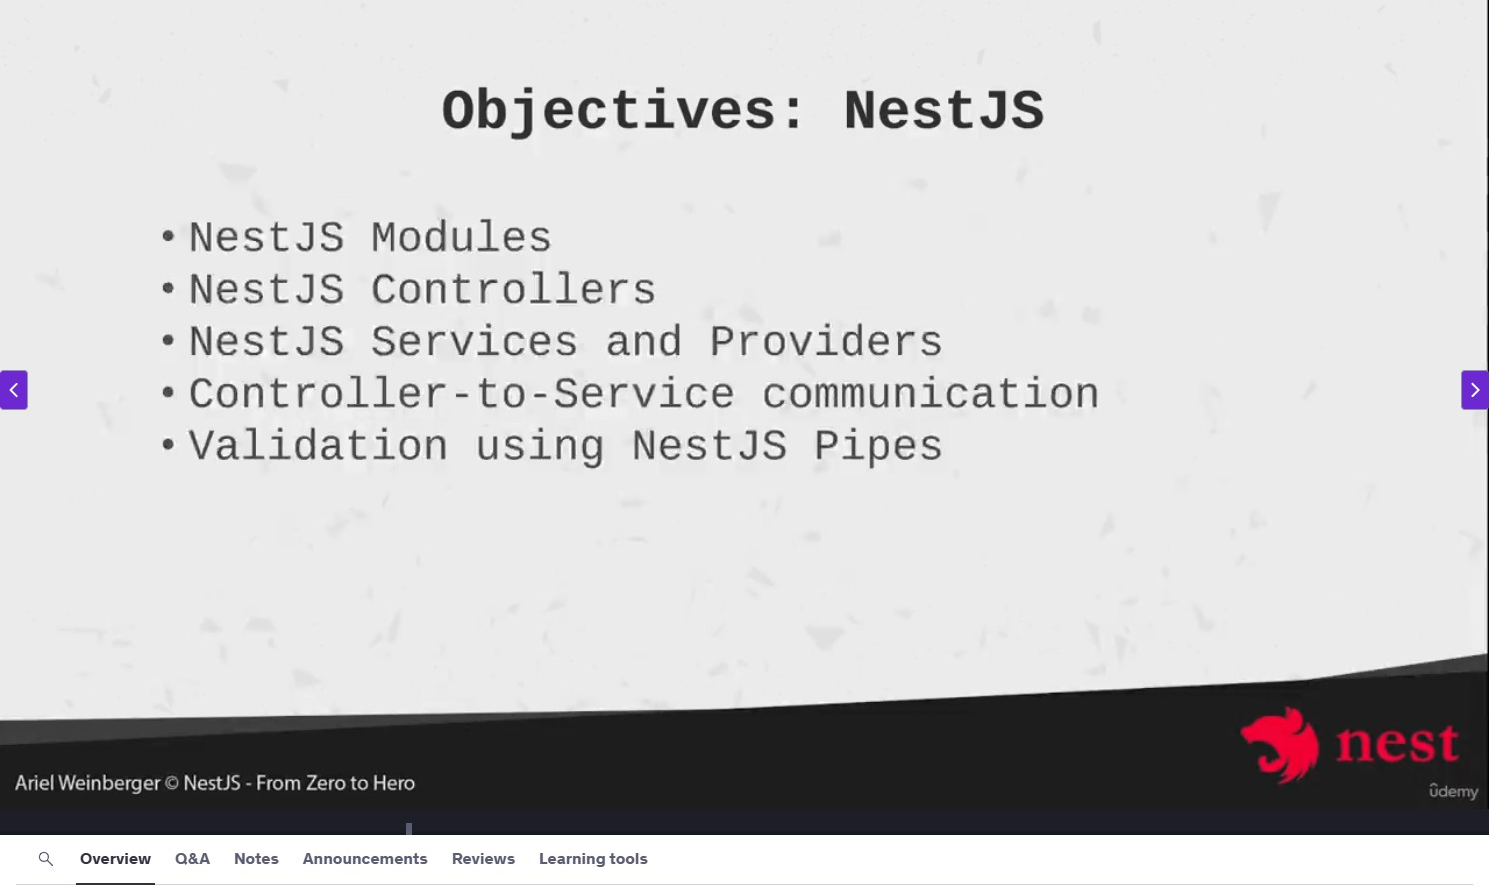 Objectives: NestJS
• NestJS Modules
• NestJS Controllers
• NestJS Services and Providers
• Controller-to-Service communication
• Validation using NestJS Pipes
nest
Ariel Weinberger © NestJS - From Zero to Hero
ûdemy
Overview Q&A Notes Announcements Reviews Learning tools